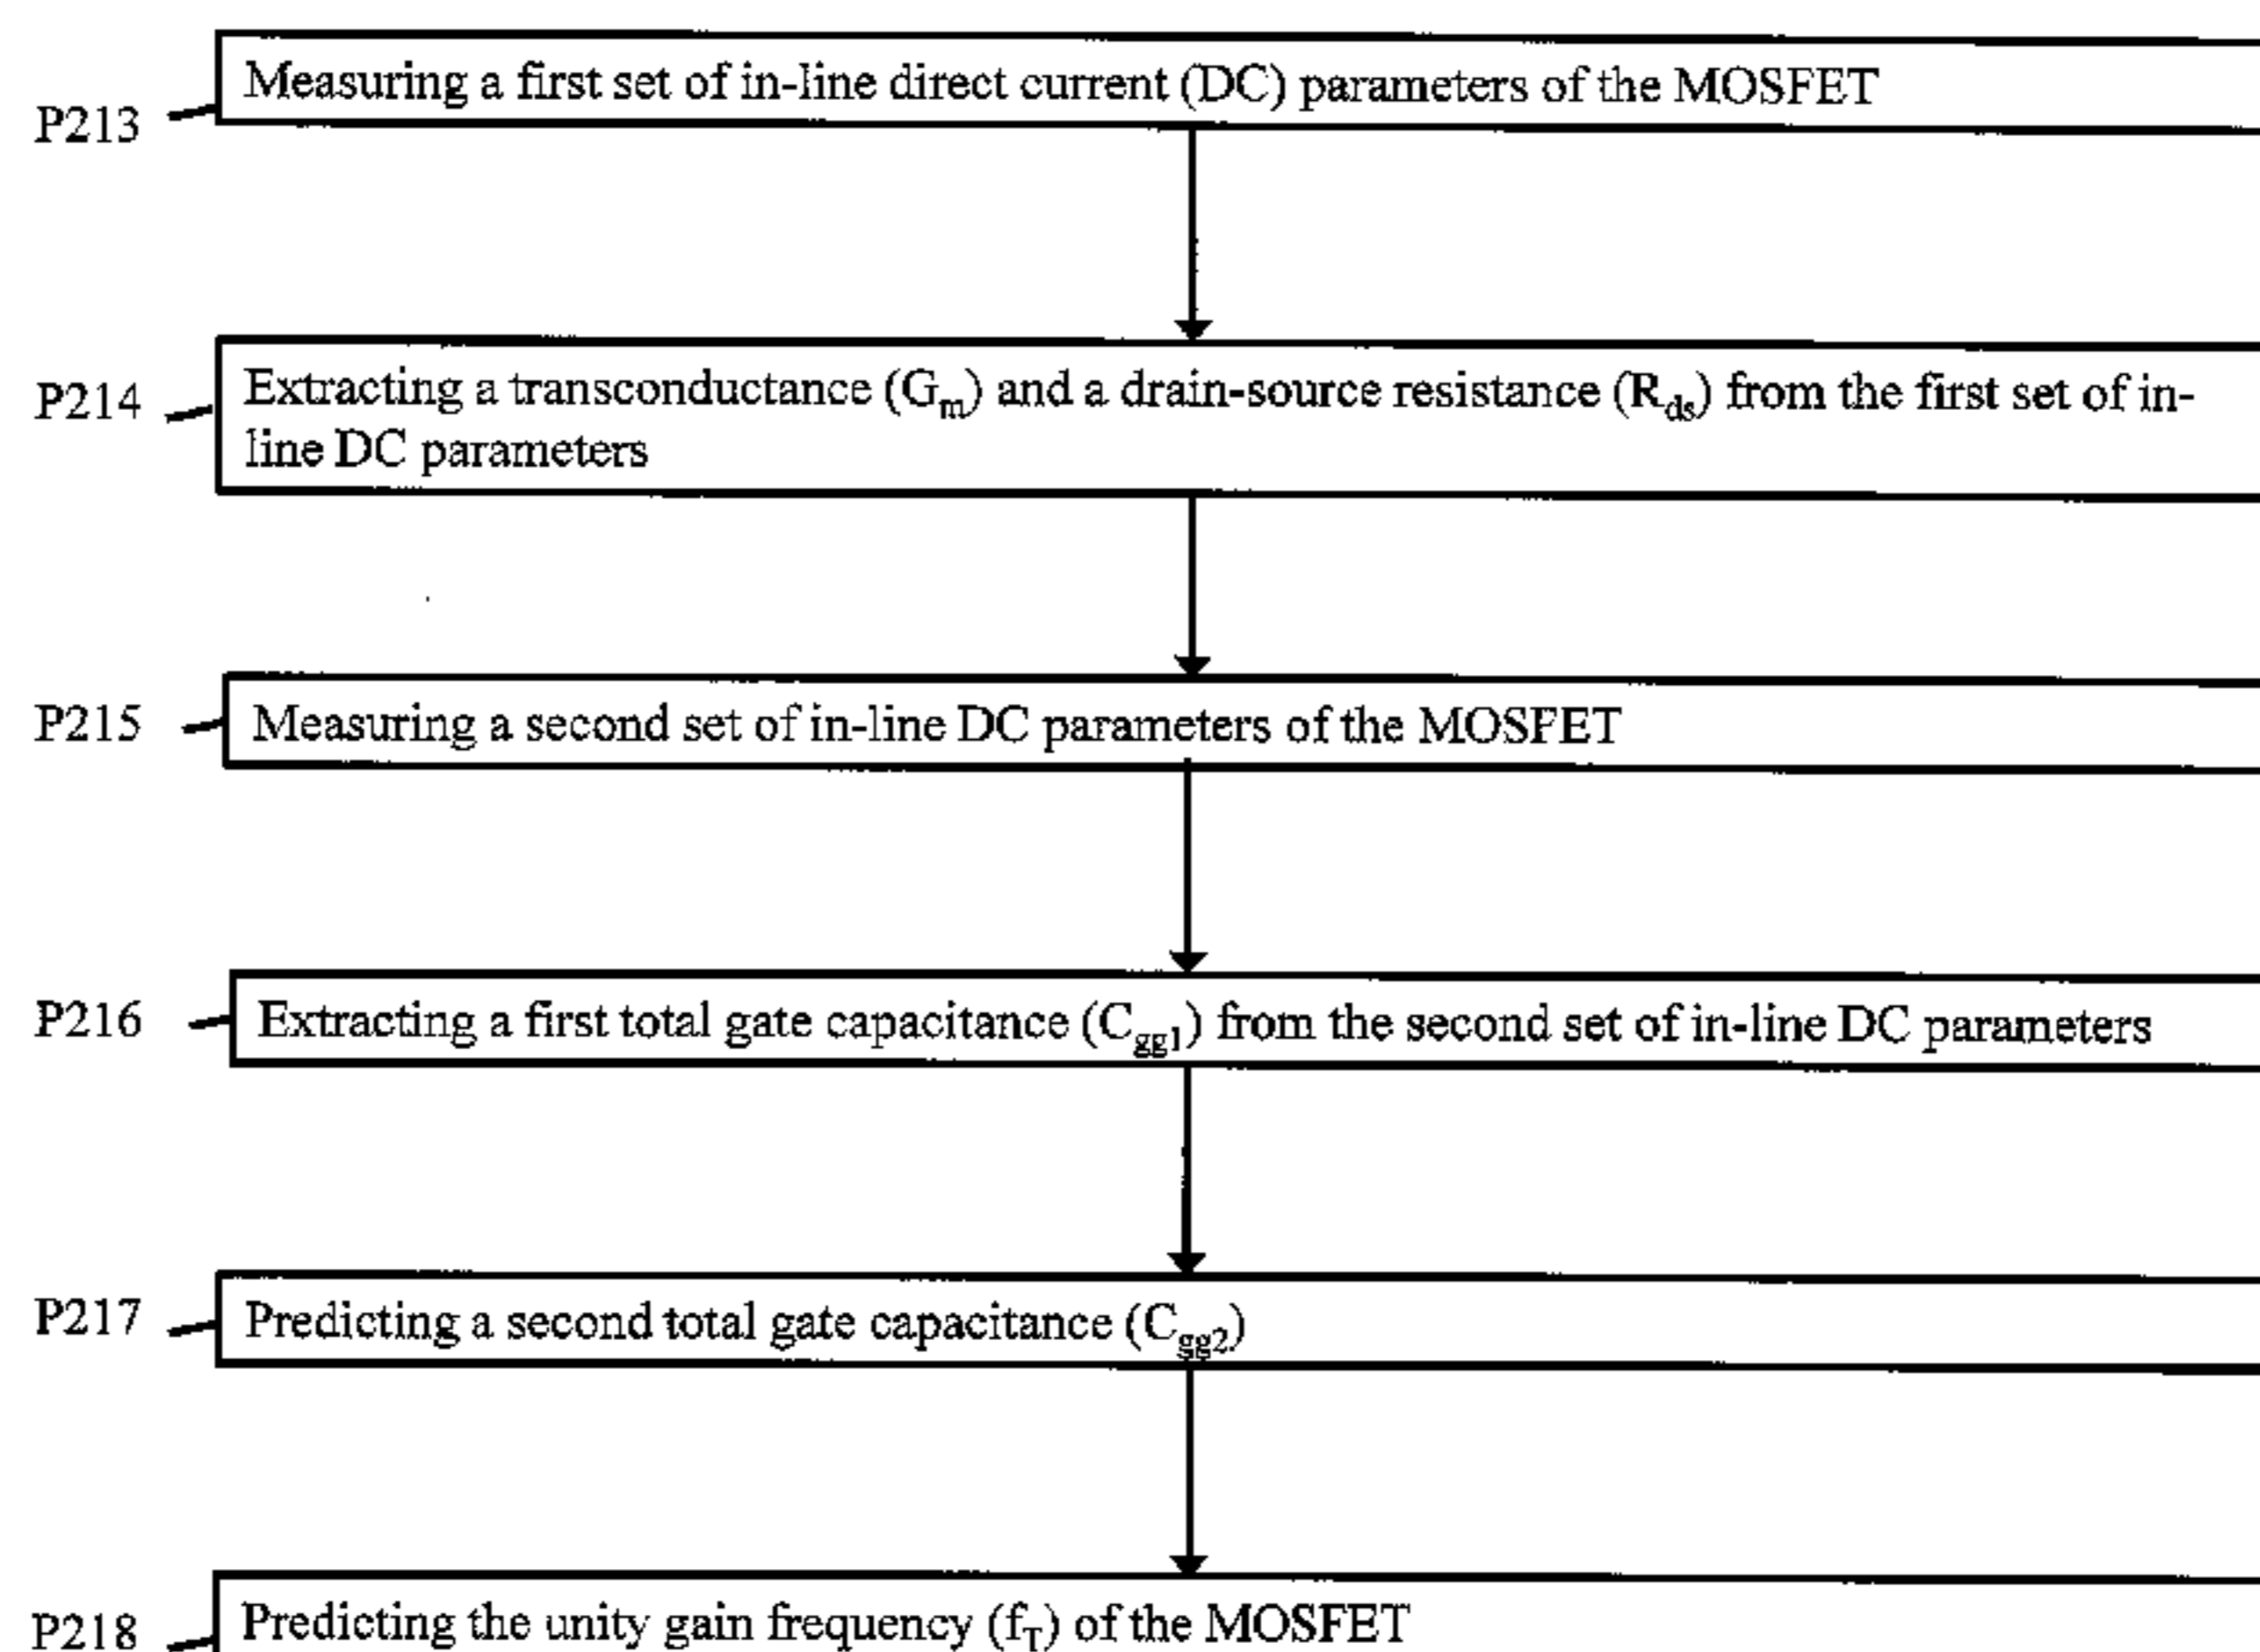 P213 Measuring a first set of in-line direct current (DC) parameters of the MOSFET
P214 Extracting a transconductance (Gm) and a drain-source resistance (Rds) from the first set of in-
line DC parameters
P215 Measuring a second set of in-line DC parameters of the MOSFET
P216 Extracting a first total gate capacitance (Cgg1) from the second set of in-line DC parameters
P217 Predicting a second total gate capacitance (Cgg2)
P218 Predicting the unity gain frequency (fT) of the MOSFET